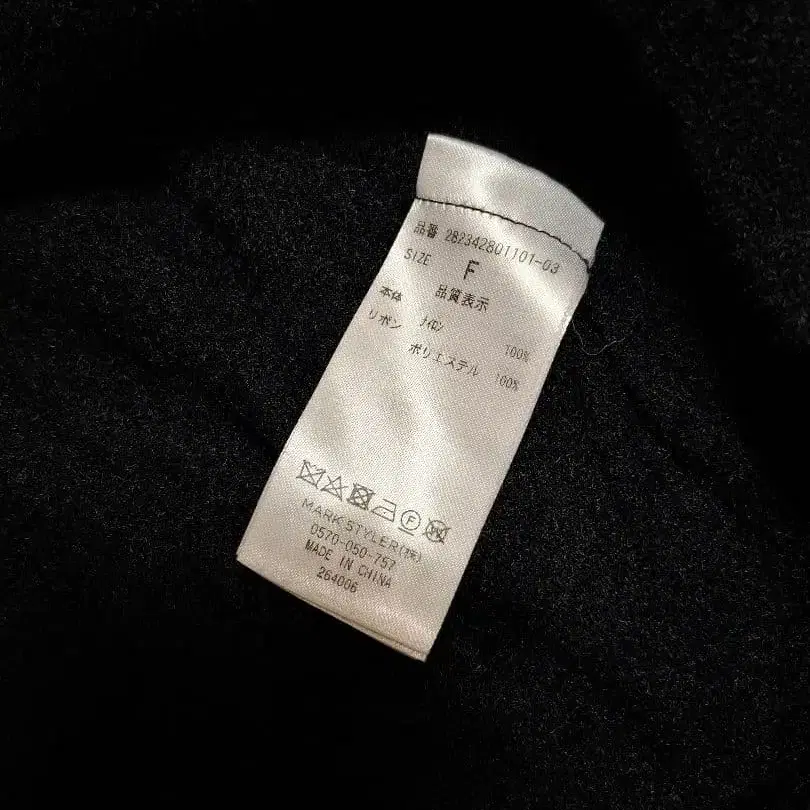 品番 282342801101-03
SIZE F
品質表示
本体 ナイロン 100%
リボン ポリエステル 100%
MARK STYLER(株)
0570-050-757
MADE IN CHINA
264006